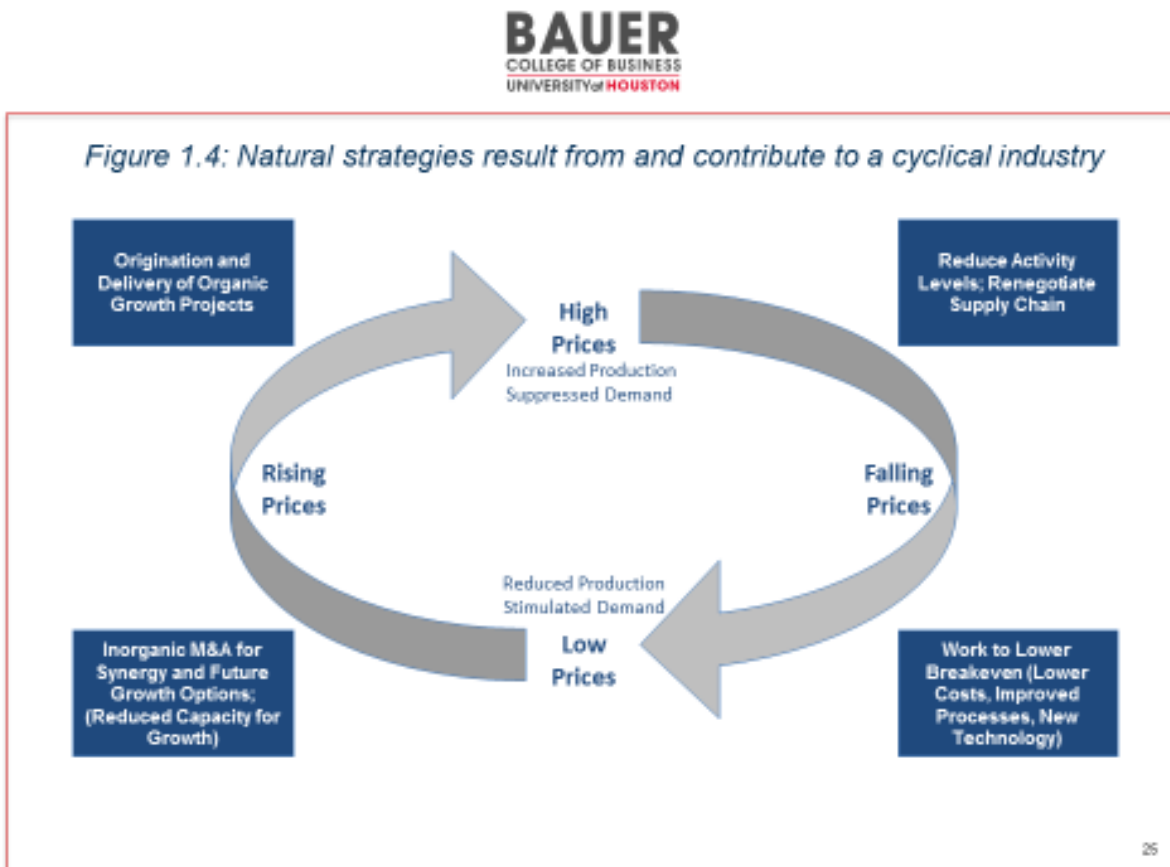 BAUER
COLLEGE OF BUSINESS
UNIVERSITY of HOUSTON
Figure 1.4: Natural strategies result from and contribute to a cyclical industry
Origination and
Delivery of Organic
Growth Projects
Reduce Activity
Levels; Renegotiate
Supply Chain
High
Prices
Increased Production
Suppressed Demand
Rising
Prices
Falling
Prices
Reduced Production
Stimulated Demand
Low
Prices
Inorganic M&A for
Synergy and Future
Growth Options;
(Reduced Capacity for
Growth)
Work to Lower
Breakeven (Lower
Costs, Improved
Processes, New
Technology)
25